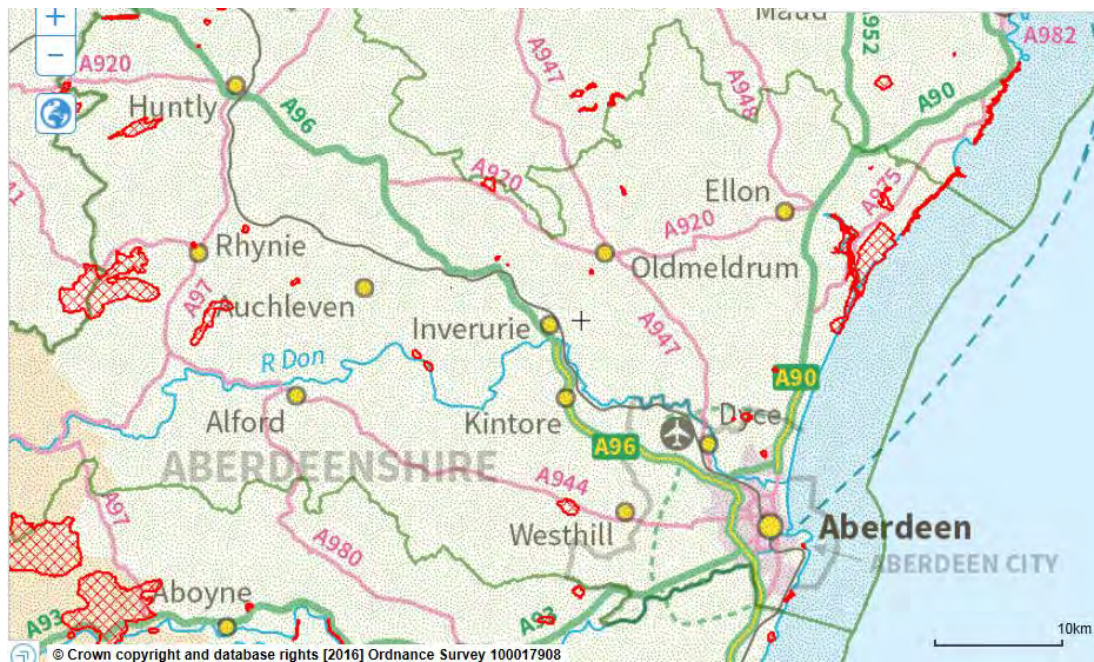 +
Maud
A952
A982
−
A920
A947
A948
A90
Huntly
A96
A920
A975
Ellon
A920
Rhynie
Oldmeldrum
A97
Auchleven
Inverurie
A947
R Don
A90
Alford
Kintore
Dyce
A96
ABERDEENSHIRE
A944
A97
Westhill
Aberdeen
A980
ABERDEEN CITY
Aboyne
A93
A93
10km
© Crown copyright and database rights [2016] Ordnance Survey 100017908